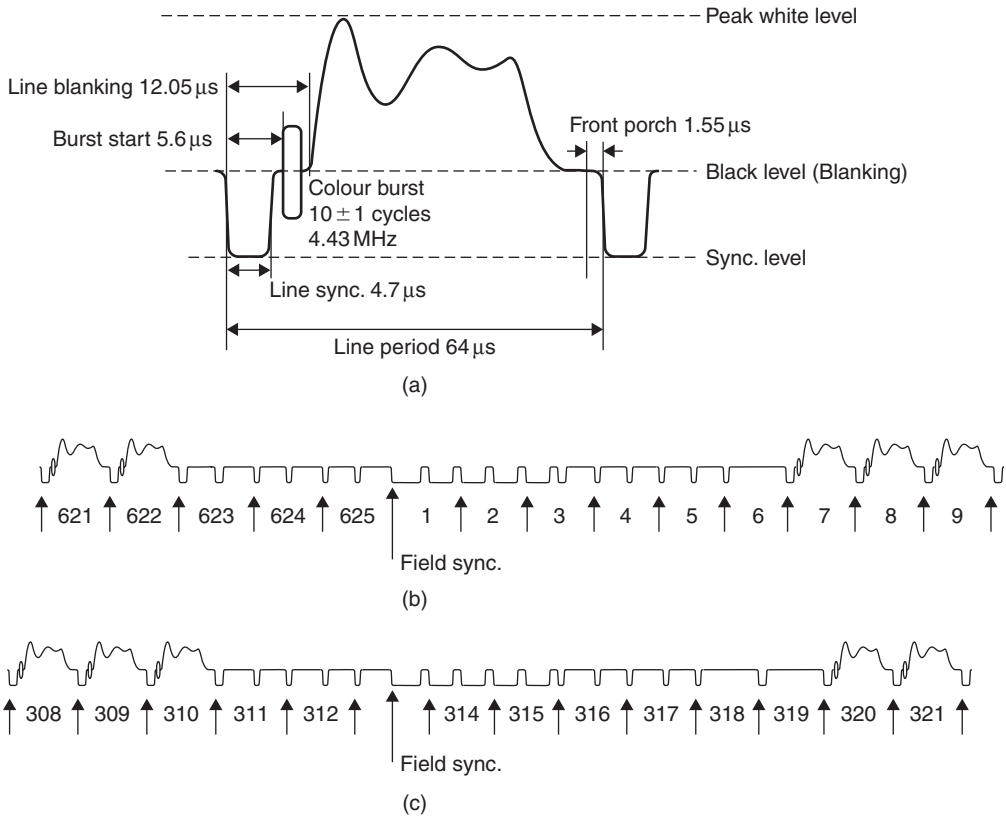 Peak white level
Line blanking 12.05 µs
Burst start 5.6 µs
Front porch 1.55 µs
Black level (Blanking)
Colour burst
10 ± 1 cycles
4.43 MHz
Sync. level
Line sync. 4.7 µs
Line period 64 µs
(a)
621 622 623 624 625 1 2 3 4 5 6 7 8 9
Field sync.
(b)
308 309 310 311 312 314 315 316 317 318 319 320 321
Field sync.
(c)